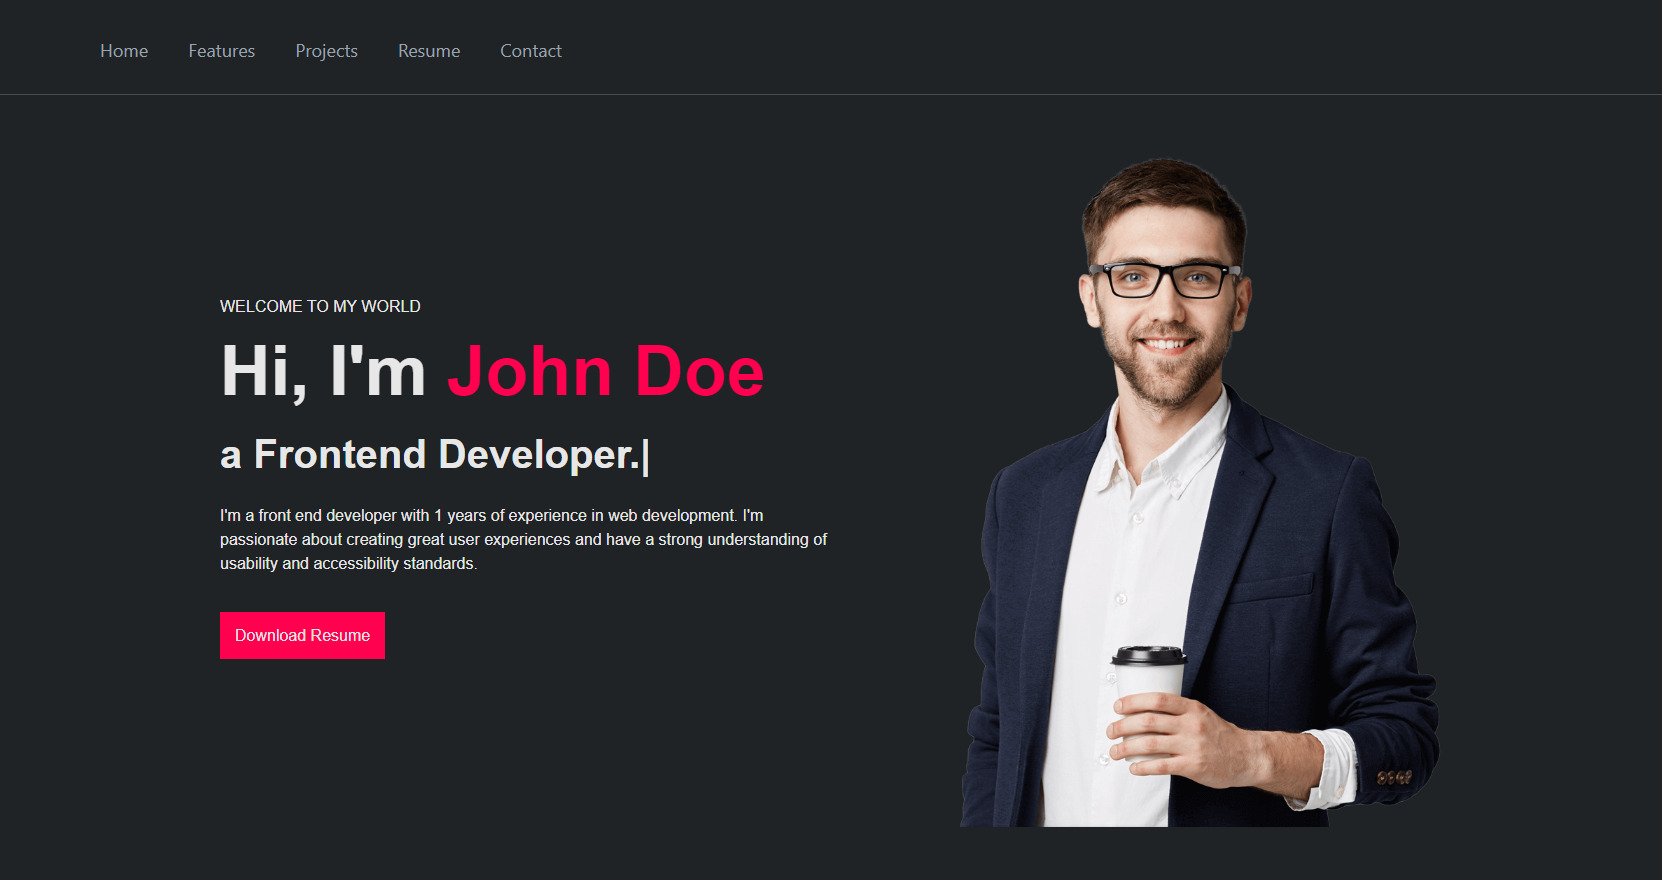 Home Features Projects Resume Contact
WELCOME TO MY WORLD
Hi, I'm John Doe
a Frontend Developer.|
I'm a front end developer with 1 years of experience in web development. I'm
passionate about creating great user experiences and have a strong understanding of
usability and accessibility standards.
Download Resume